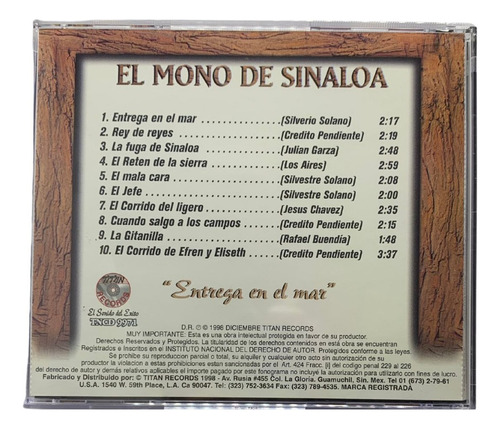 EL MONO DE SINALOA
1. Entrega en el mar (Silverio Solano) 2:17
2. Rey de reyes (Credito Pendiente) 2:19
3. La fuga de Sinaloa (Julian Garza) 2:48
4. El Reten de la sierra (Los Aires) 2:59
5. El mala cara (Silvestre Solano) 2:08
6. El Jefe (Silvestre Solano) 2:00
7. El Corrido del ligero (Jesus Chavez) 2:35
8. Cuando salgo a los campos (Credito Pendiente) 2:15
9. La Gitanilla (Rafael Buendía) 1:48
10. El Corrido de Efren y Eliseth (Credito Pendiente) 3:37
"Entrega en el mar"
TITAN RECORDS
El Sonido del Exito
TNCD 9971
D.R. Ⓟ © 1996 DICIEMBRE TITAN RECORDS
MUY IMPORTANTE: Esta es una obra intelectual protegida en favor de su productor.
Derechos Reservados y Protegidos. La titularidad de los derechos contenidos en está obra se encuentran
Registrados e Inscritos en el INSTITUTO NACIONAL DEL DERECHO DE AUTOR. Protegidos conforme a las leyes.
Se prohibe su reproduccion parcial o total, su alquiler y cualquier otro acto sin autorización de su
productor la violación a estas prohibiciones estan sancionadas por el Art. 424 Fracc. [i] del codigo penal 229 al 226
del derecho de autor y demás relativos aplicables el importe pagado por este fonograma no incluye la autorización para utilizarlo con fines de lucro.
Fabricado y Distribuido por: © TITAN RECORDS 1998 - Av. Rusia #455 Col. La Gloria, Guamuchil, Sin. Mex. Tel 01 (673) 2-79-61
U.S.A. 1540 W. 59th Place, L.A. Ca 90047. Tel: (323) 752-3634 Fax: (323) 789-4535. MARCA REGISTRADA